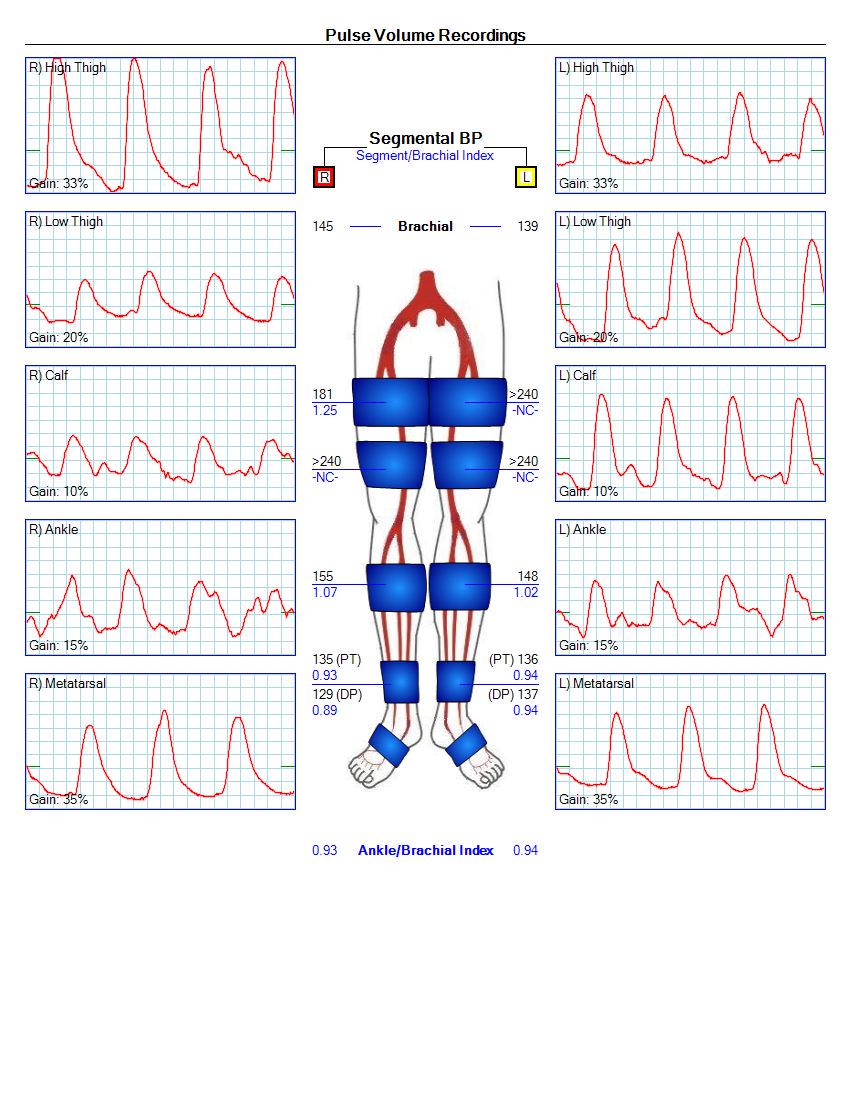 Pulse Volume Recordings
R) High Thigh
Gain: 33%
R) Low Thigh
Gain: 20%
R) Calf
Gain: 10%
R) Ankle
Gain: 15%
R) Metatarsal
Gain: 35%
Segmental BP
Segment/Brachial Index
R L
145 Brachial 139
181 >240
1.25 -NC-
>240 >240
-NC- -NC-
155 148
1.07 1.02
135 (PT) (PT) 136
0.93 0.94
129 (DP) (DP) 137
0.89 0.94
0.93 Ankle/Brachial Index 0.94
L) High Thigh
Gain: 33%
L) Low Thigh
Gain: 20%
L) Calf
Gain: 10%
L) Ankle
Gain: 15%
L) Metatarsal
Gain: 35%